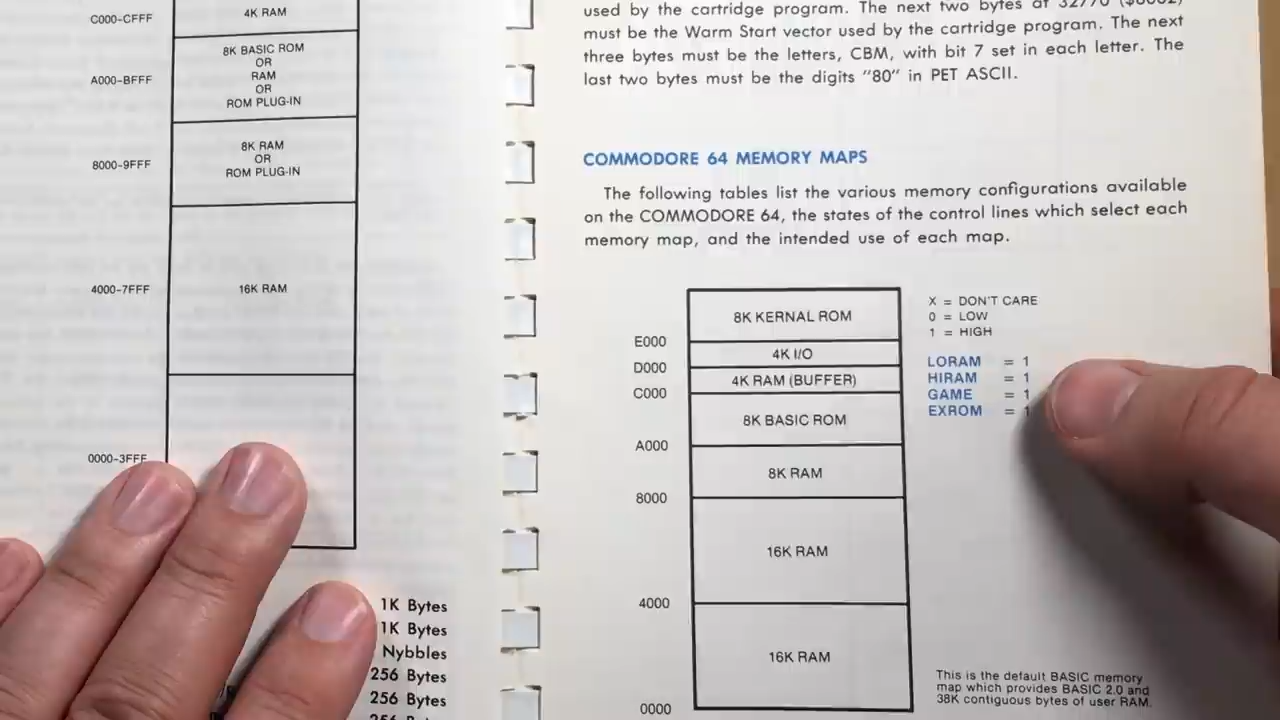 C000-CFFF
4K RAM
A000-BFFF
8K BASIC ROM
OR
RAM
OR
ROM PLUG-IN
8000-9FFF
8K RAM
OR
ROM PLUG-IN
4000-7FFF
16K RAM
0000-3FFF
1K Bytes
1K Bytes
Nybbles
256 Bytes
256 Bytes
used by the cartridge program. The next two bytes at
must be the Warm Start vector used by the cartridge program. The next
three bytes must be the letters, CBM, with bit 7 set in each letter. The
last two bytes must be the digits "80" in PET ASCII.
COMMODORE 64 MEMORY MAPS
The following tables list the various memory configurations available
on the COMMODORE 64, the states of the control lines which select each
memory map, and the intended use of each map.
8K KERNAL ROM
E000
4K I/O
D000
4K RAM (BUFFER)
C000
8K BASIC ROM
A000
8K RAM
8000
16K RAM
4000
16K RAM
0000
X = DON'T CARE
0 = LOW
1 = HIGH
LORAM = 1
HIRAM = 1
GAME = 1
EXROM = 1
This is the default BASIC memory
map which provides BASIC 2.0 and
38K contiguous bytes of user RAM.